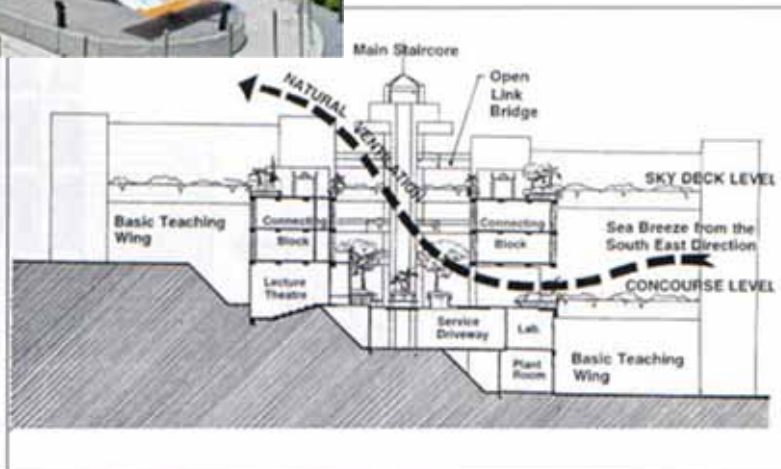 Main Staircore
Open
Link
Bridge
NATURAL VENTILATION
SKY DECK LEVEL
Basic Teaching
Wing
Connecting
Block
Connecting
Block
Sea Breeze from the
South East Direction
CONCOURSE LEVEL
Lecture
Theatre
Service
Driveway
Lab.
Plant
Room
Basic Teaching
Wing